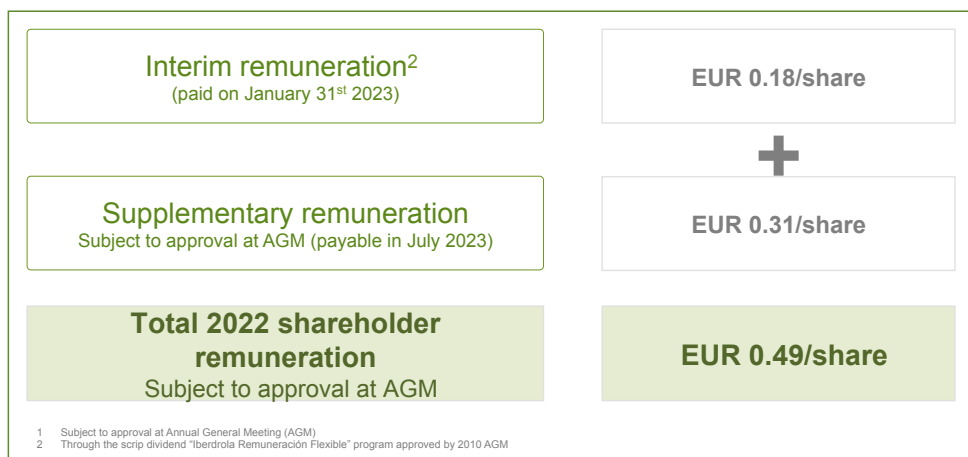 Interim remuneration2
(paid on January 31st 2023)
EUR 0.18/share
+
Supplementary remuneration
Subject to approval at AGM (payable in July 2023)
EUR 0.31/share
Total 2022 shareholder
remuneration
Subject to approval at AGM
EUR 0.49/share
1 Subject to approval at Annual General Meeting (AGM)
2 Through the scrip dividend "Iberdrola Remuneración Flexible" program approved by 2010 AGM